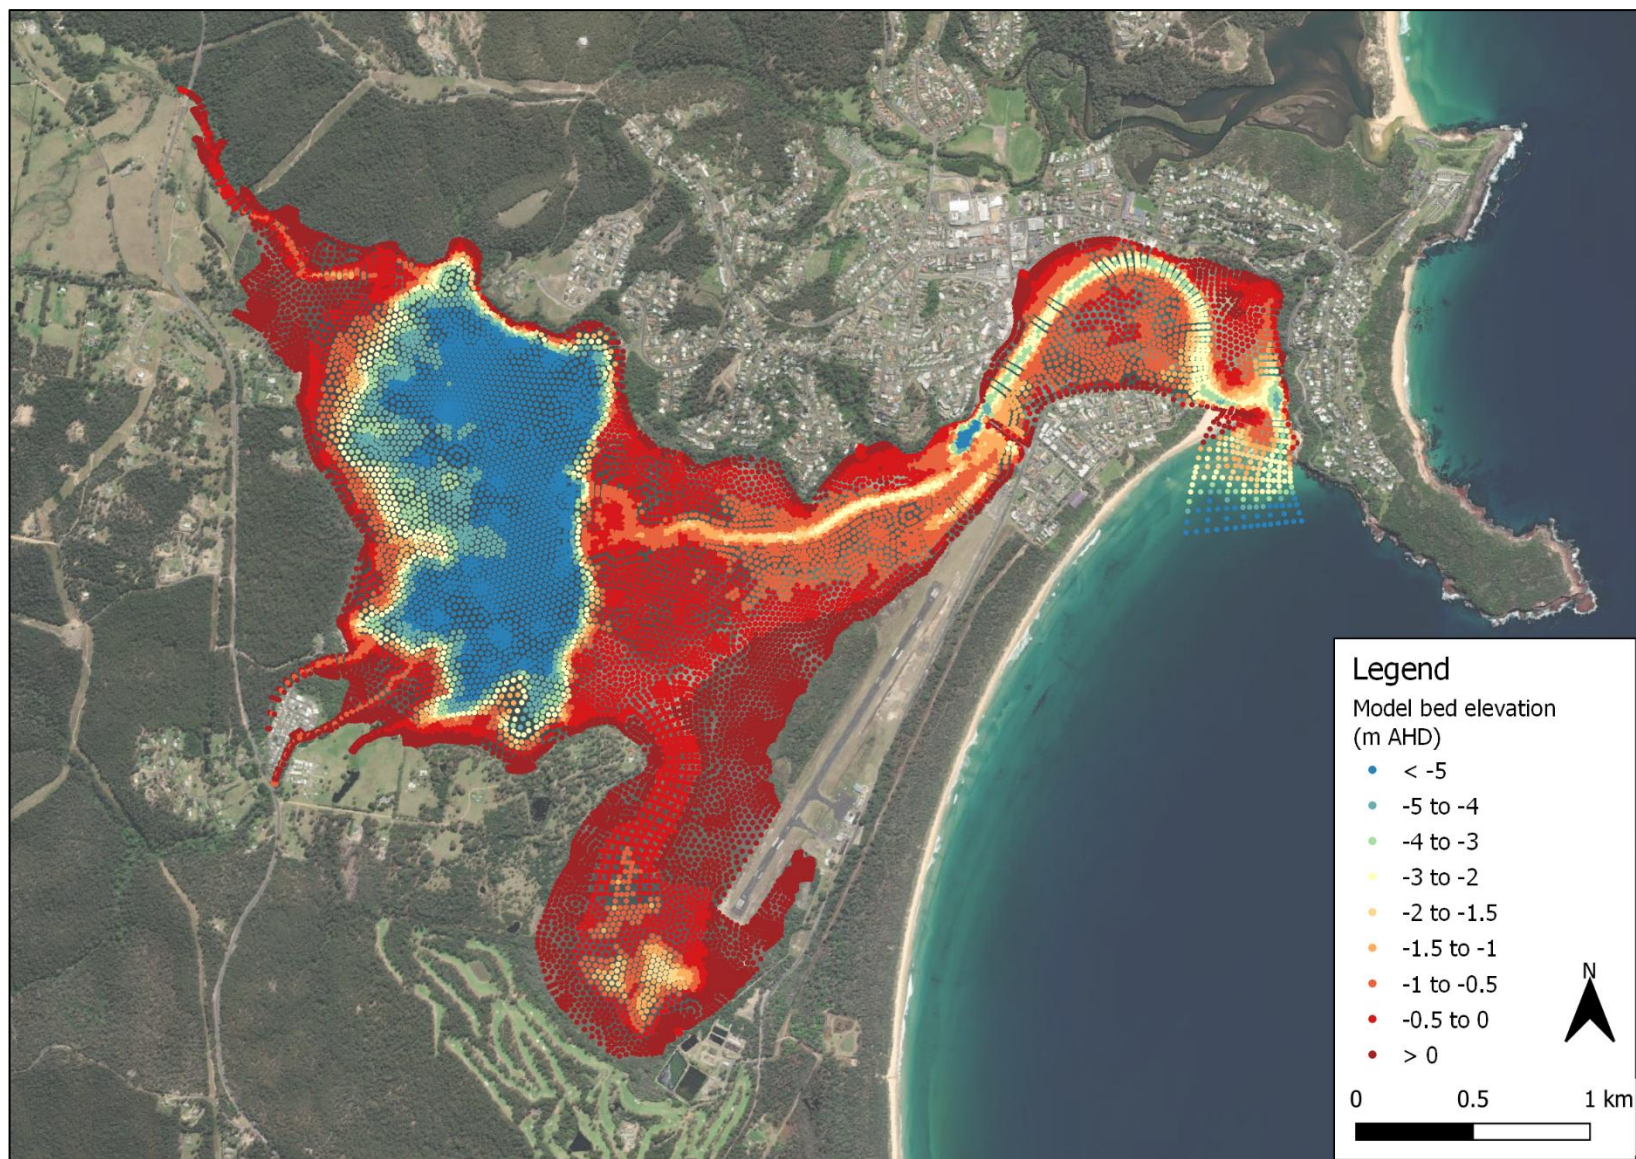 Legend
Model bed elevation
(m AHD)
< -5
-5 to -4
-4 to -3
-3 to -2
-2 to -1.5
-1.5 to -1
-1 to -0.5
-0.5 to 0
> 0
N
0 0.5 1 km